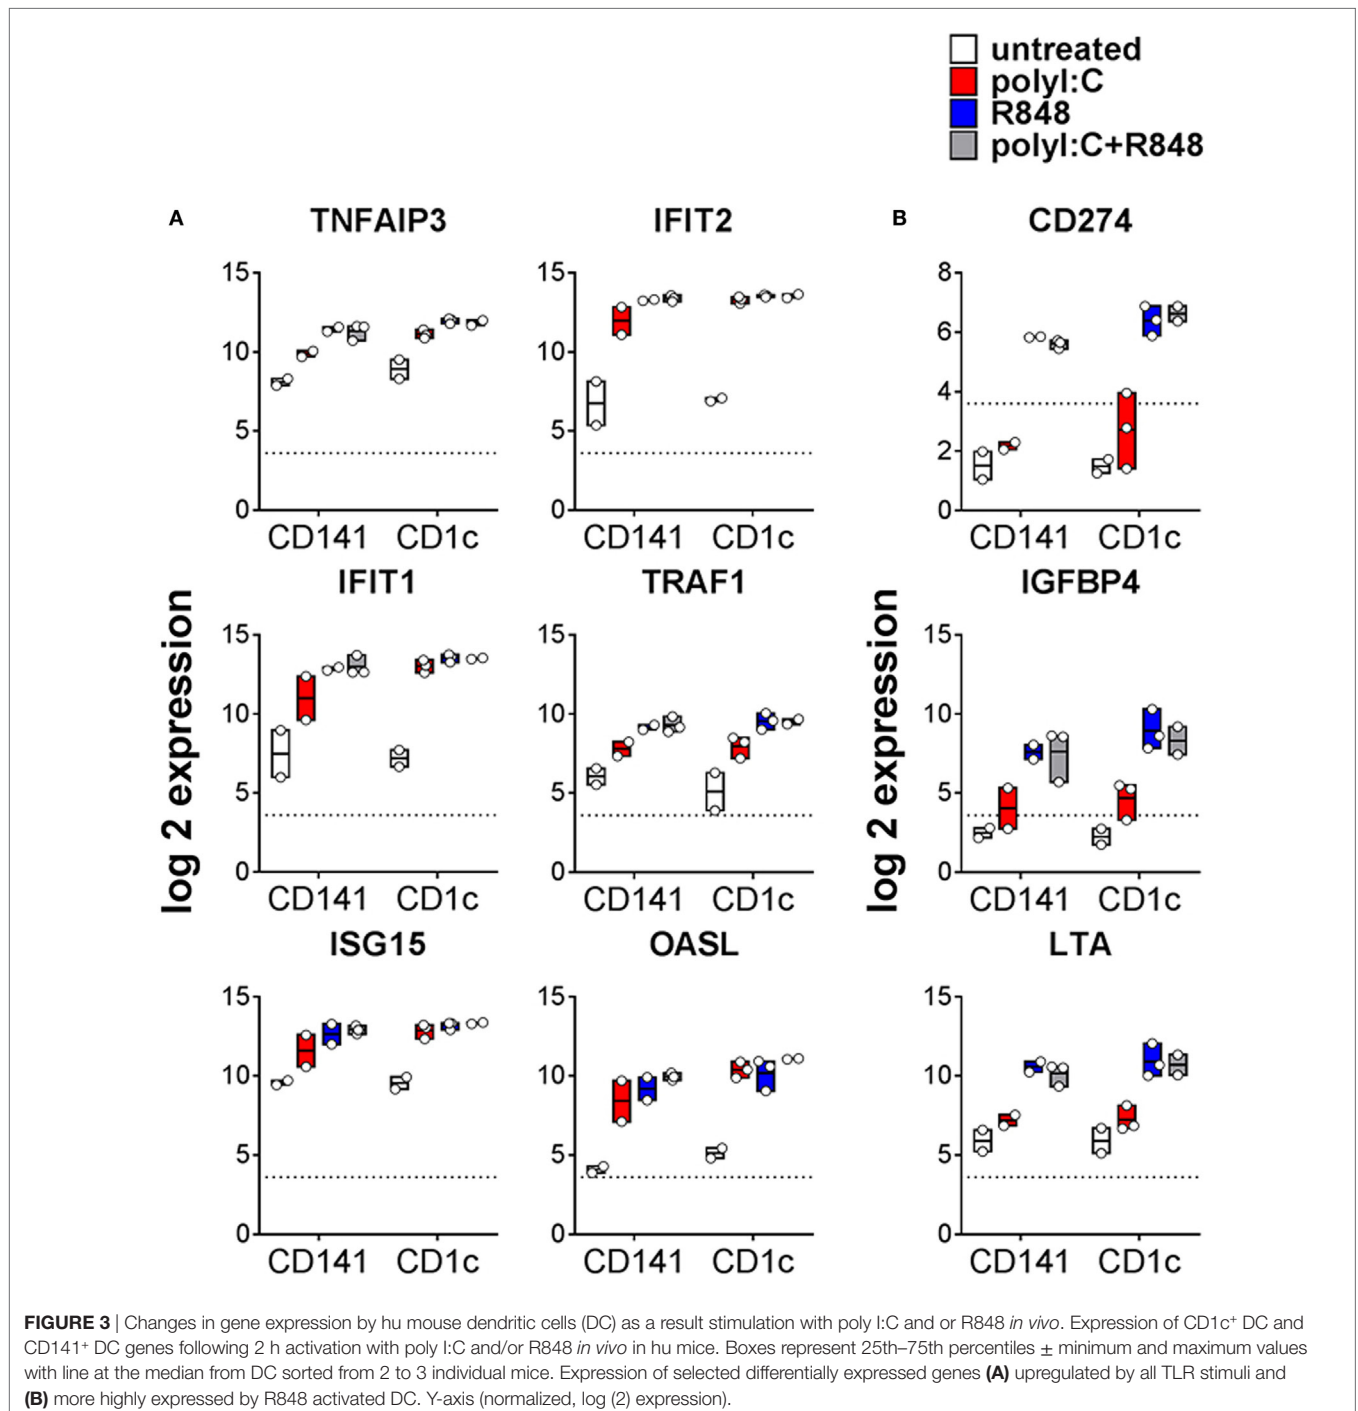 untreated
polyI:C
R848
polyI:C+R848
A
TNFAIP3
IFIT2
B
CD274
15
10
5
0
CD141 CD1c
15
10
5
0
CD141 CD1c
8
6
4
2
0
CD141 CD1c
log 2 expression
IFIT1
TRAF1
log 2 expression
IGFBP4
15
10
5
0
CD141 CD1c
15
10
5
0
CD141 CD1c
15
10
5
0
CD141 CD1c
ISG15
OASL
LTA
15
10
5
0
CD141 CD1c
15
10
5
0
CD141 CD1c
15
10
5
0
CD141 CD1c
FIGURE 3 | Changes in gene expression by hu mouse dendritic cells (DC) as a result stimulation with poly I:C and or R848 in vivo. Expression of CD1c⁺ DC and
CD141⁺ DC genes following 2 h activation with poly I:C and/or R848 in vivo in hu mice. Boxes represent 25th–75th percentiles ± minimum and maximum values
with line at the median from DC sorted from 2 to 3 individual mice. Expression of selected differentially expressed genes (A) upregulated by all TLR stimuli and
(B) more highly expressed by R848 activated DC. Y-axis (normalized, log (2) expression).